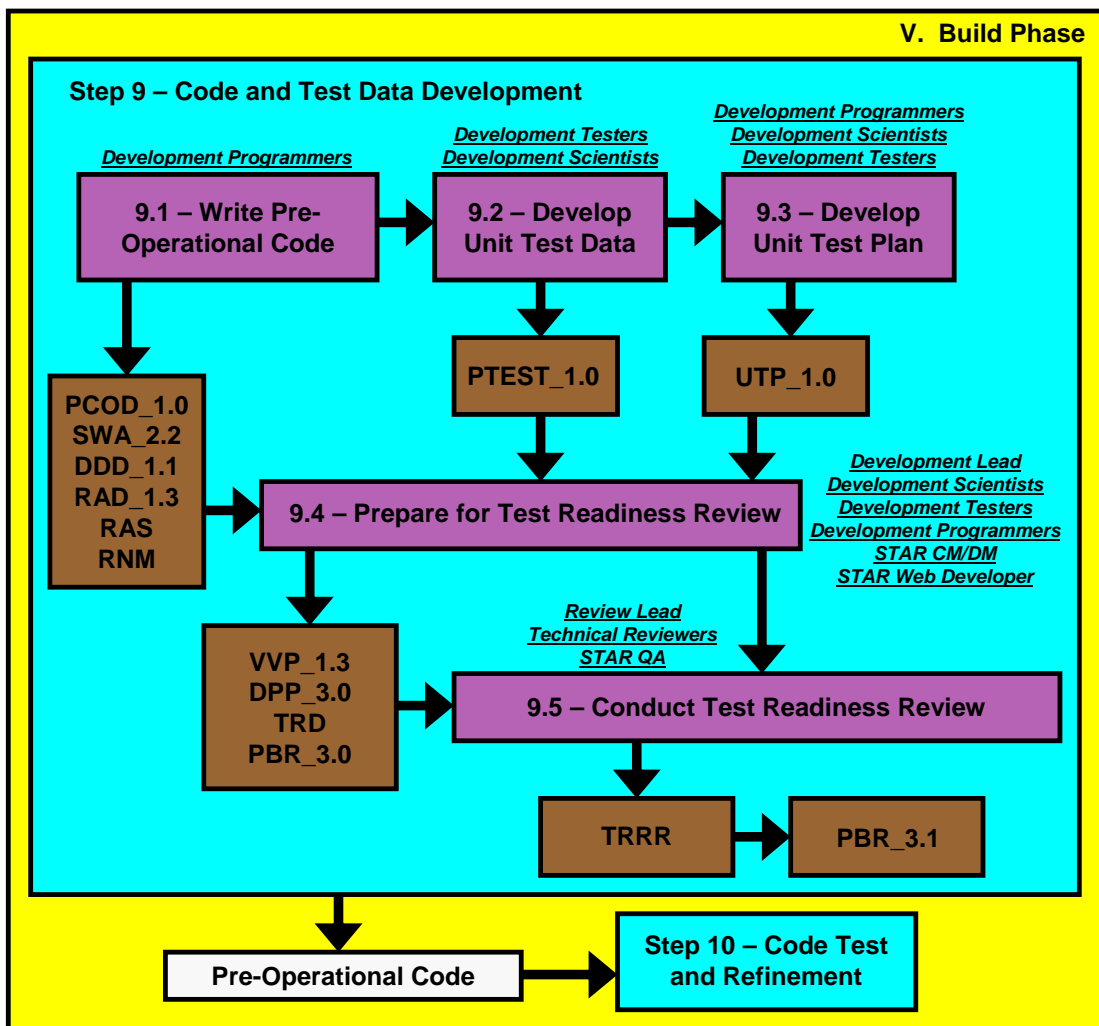 V. Build Phase
Step 9 – Code and Test Data Development
Development Programmers
Development Testers
Development Scientists
Development Programmers
Development Scientists
Development Testers
9.1 – Write Pre-
Operational Code
9.2 – Develop
Unit Test Data
9.3 – Develop
Unit Test Plan
PCOD_1.0
SWA_2.2
DDD_1.1
RAD_1.3
RAS
RNM
PTEST_1.0
UTP_1.0
9.4 – Prepare for Test Readiness Review
Development Lead
Development Scientists
Development Testers
Development Programmers
STAR CM/DM
STAR Web Developer
VVP_1.3
DPP_3.0
TRD
PBR_3.0
Review Lead
Technical Reviewers
STAR QA
9.5 – Conduct Test Readiness Review
TRRR
PBR_3.1
Pre-Operational Code
Step 10 – Code Test
and Refinement